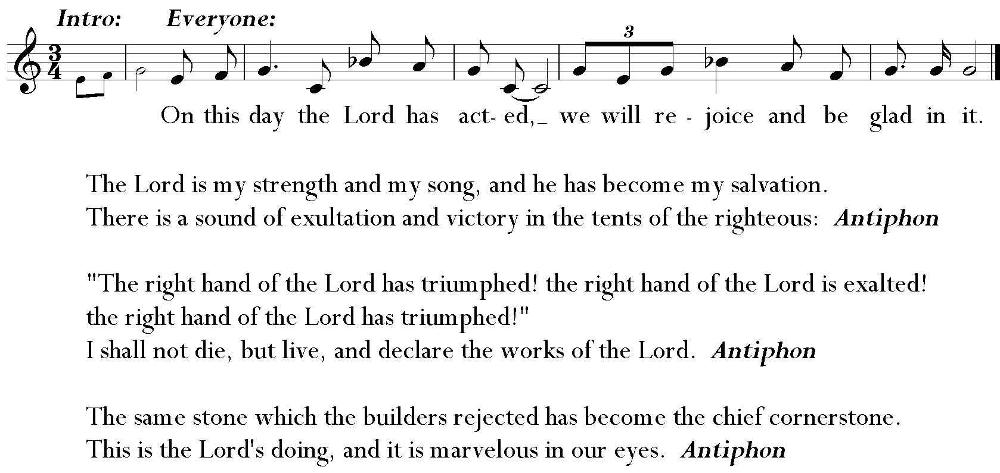 Intro: Everyone:
3
3
4
On this day the Lord has act- ed,_ we will re - joice and be glad in it.
The Lord is my strength and my song, and he has become my salvation.
There is a sound of exultation and victory in the tents of the righteous: Antiphon
"The right hand of the Lord has triumphed! the right hand of the Lord is exalted!
the right hand of the Lord has triumphed!"
I shall not die, but live, and declare the works of the Lord. Antiphon
The same stone which the builders rejected has become the chief cornerstone.
This is the Lord's doing, and it is marvelous in our eyes. Antiphon